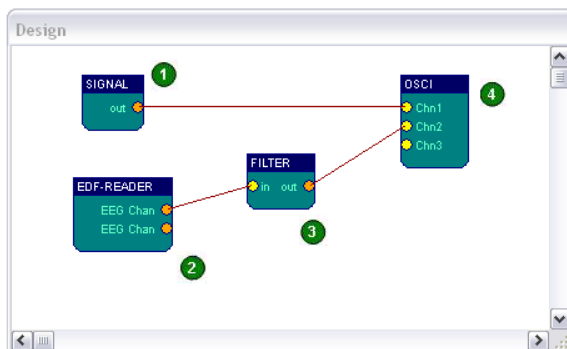 Design
SIGNAL
out
1
OSCI
Chn1
Chn2
Chn3
4
FILTER
in out
3
EDF-READER
EEG Chan
EEG Chan
2